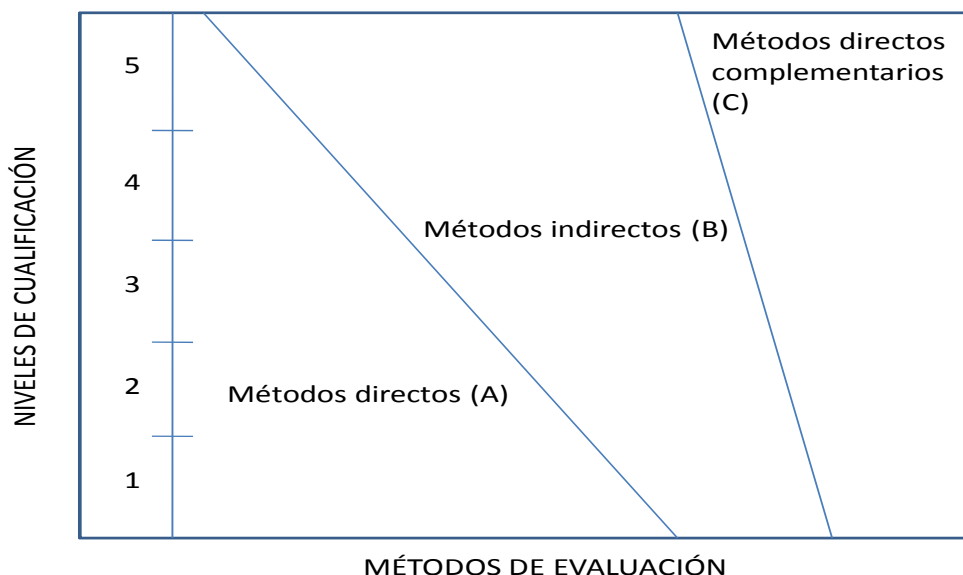 NIVELES DE CUALIFICACIÓN
5
4
3
2
1
Métodos directos
complementarios
(C)
Métodos indirectos (B)
Métodos directos (A)
MÉTODOS DE EVALUACIÓN